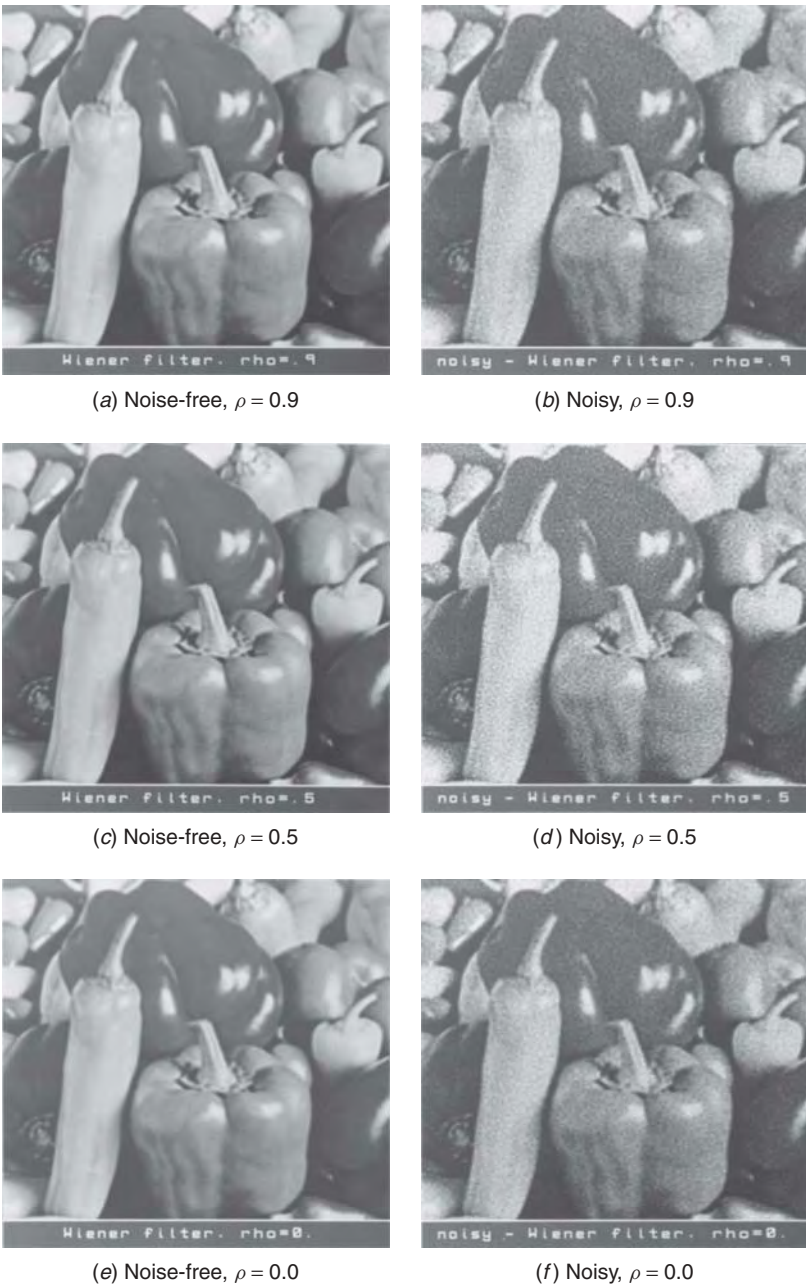 Wiener filter. rho=.9
noisy - Wiener filter. rho=.9
(a) Noise-free, ρ = 0.9
(b) Noisy, ρ = 0.9
Wiener filter. rho=.5
noisy - Wiener filter. rho=.5
(c) Noise-free, ρ = 0.5
(d) Noisy, ρ = 0.5
Wiener filter. rho=0.
noisy - Wiener filter. rho=0.
(e) Noise-free, ρ = 0.0
(f) Noisy, ρ = 0.0